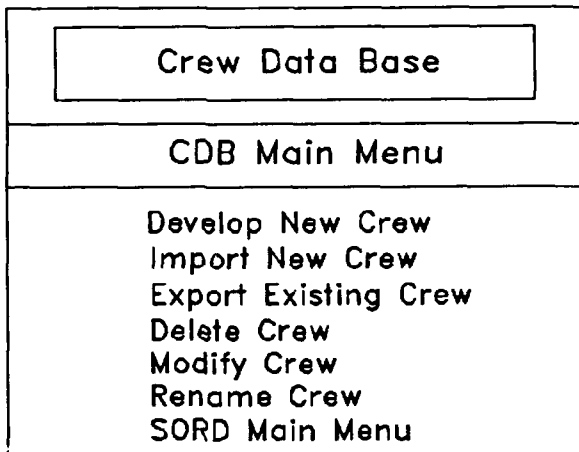 Crew Data Base
CDB Main Menu
Develop New Crew
Import New Crew
Export Existing Crew
Delete Crew
Modify Crew
Rename Crew
SORD Main Menu